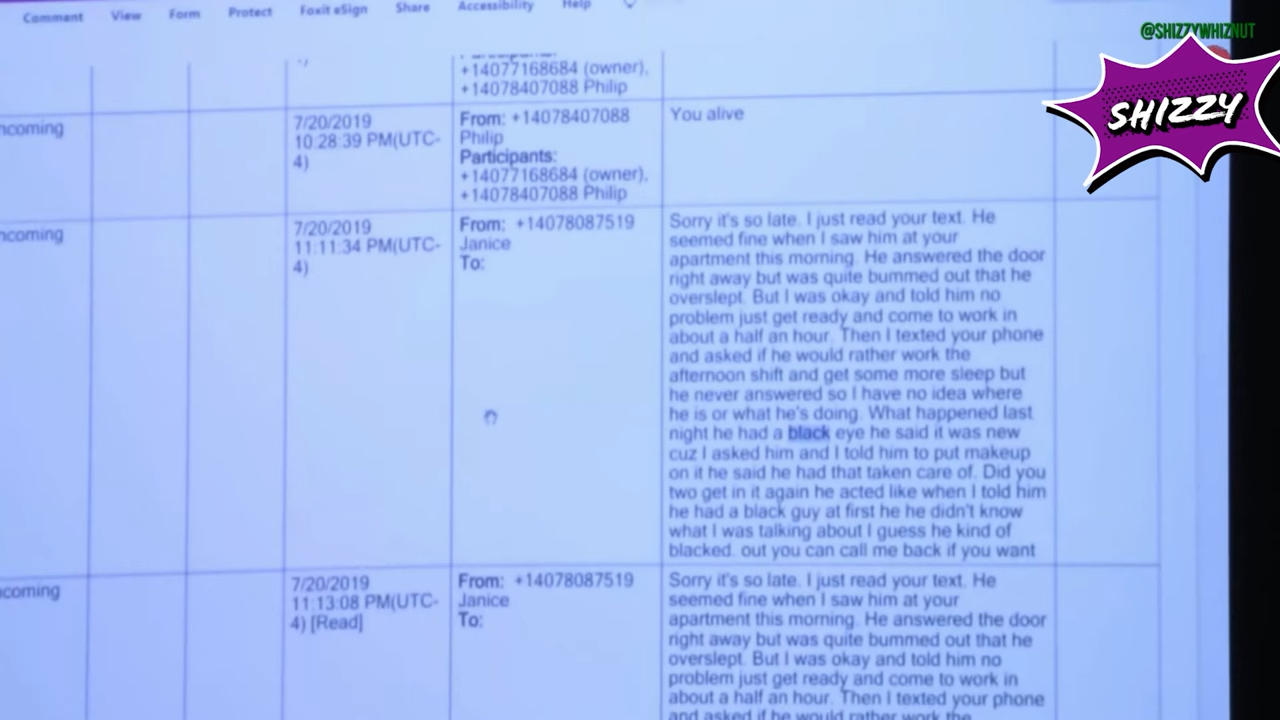 Comment View Form Protect Foxit eSign Share Accessibility Help
@SHIZZYWHIZNUT
SHIZZY
+14077168684 (owner),
+14078407088 Philip
ncoming
7/20/2019
10:28:39 PM(UTC-
4)
From: +14078407088
Philip
Participants:
+14077168684 (owner),
+14078407088 Philip
You alive
ncoming
7/20/2019
11:11:34 PM(UTC-
4)
From: +14078087519
Janice
To:
Sorry it's so late. I just read your text. He
seemed fine when I saw him at your
apartment this morning. He answered the door
right away but was quite bummed out that he
overslept. But I was okay and told him no
problem just get ready and come to work in
about a half an hour. Then I texted your phone
and asked if he would rather work the
afternoon shift and get some more sleep but
he never answered so I have no idea where
he is or what he's doing. What happened last
night he had a black eye he said it was new
cuz I asked him and I told him to put makeup
on it he said he had that taken care of. Did you
two get in it again he acted like when I told him
he had a black guy at first he he didn't know
what I was talking about I guess he kind of
blacked. out you can call me back if you want
ncoming
7/20/2019
11:13:08 PM(UTC-
4) [Read]
From: +14078087519
Janice
To:
Sorry it's so late. I just read your text. He
seemed fine when I saw him at your
apartment this morning. He answered the door
right away but was quite bummed out that he
overslept. But I was okay and told him no
problem just get ready and come to work in
about a half an hour. Then I texted your phone
and asked if he would rather work the